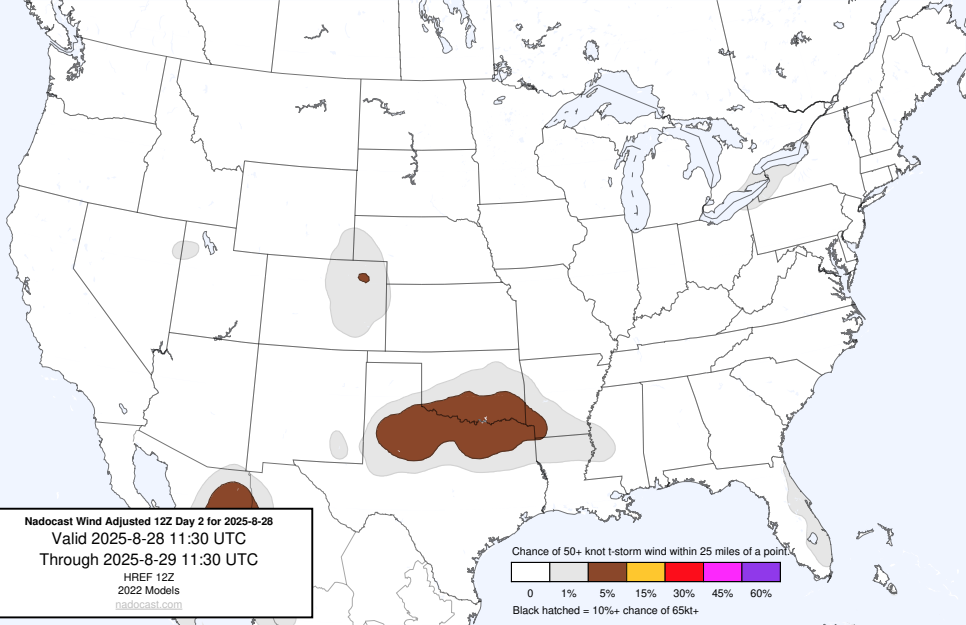 Nadocast Wind Adjusted 12Z Day 2 for 2025-8-28
Valid 2025-8-28 11:30 UTC
Through 2025-8-29 11:30 UTC
HREF 12Z
2022 Models
nadocast.com
Chance of 50+ knot t-storm wind within 25 miles of a point.
0 1% 5% 15% 30% 45% 60%
Black hatched = 10%+ chance of 65kt+